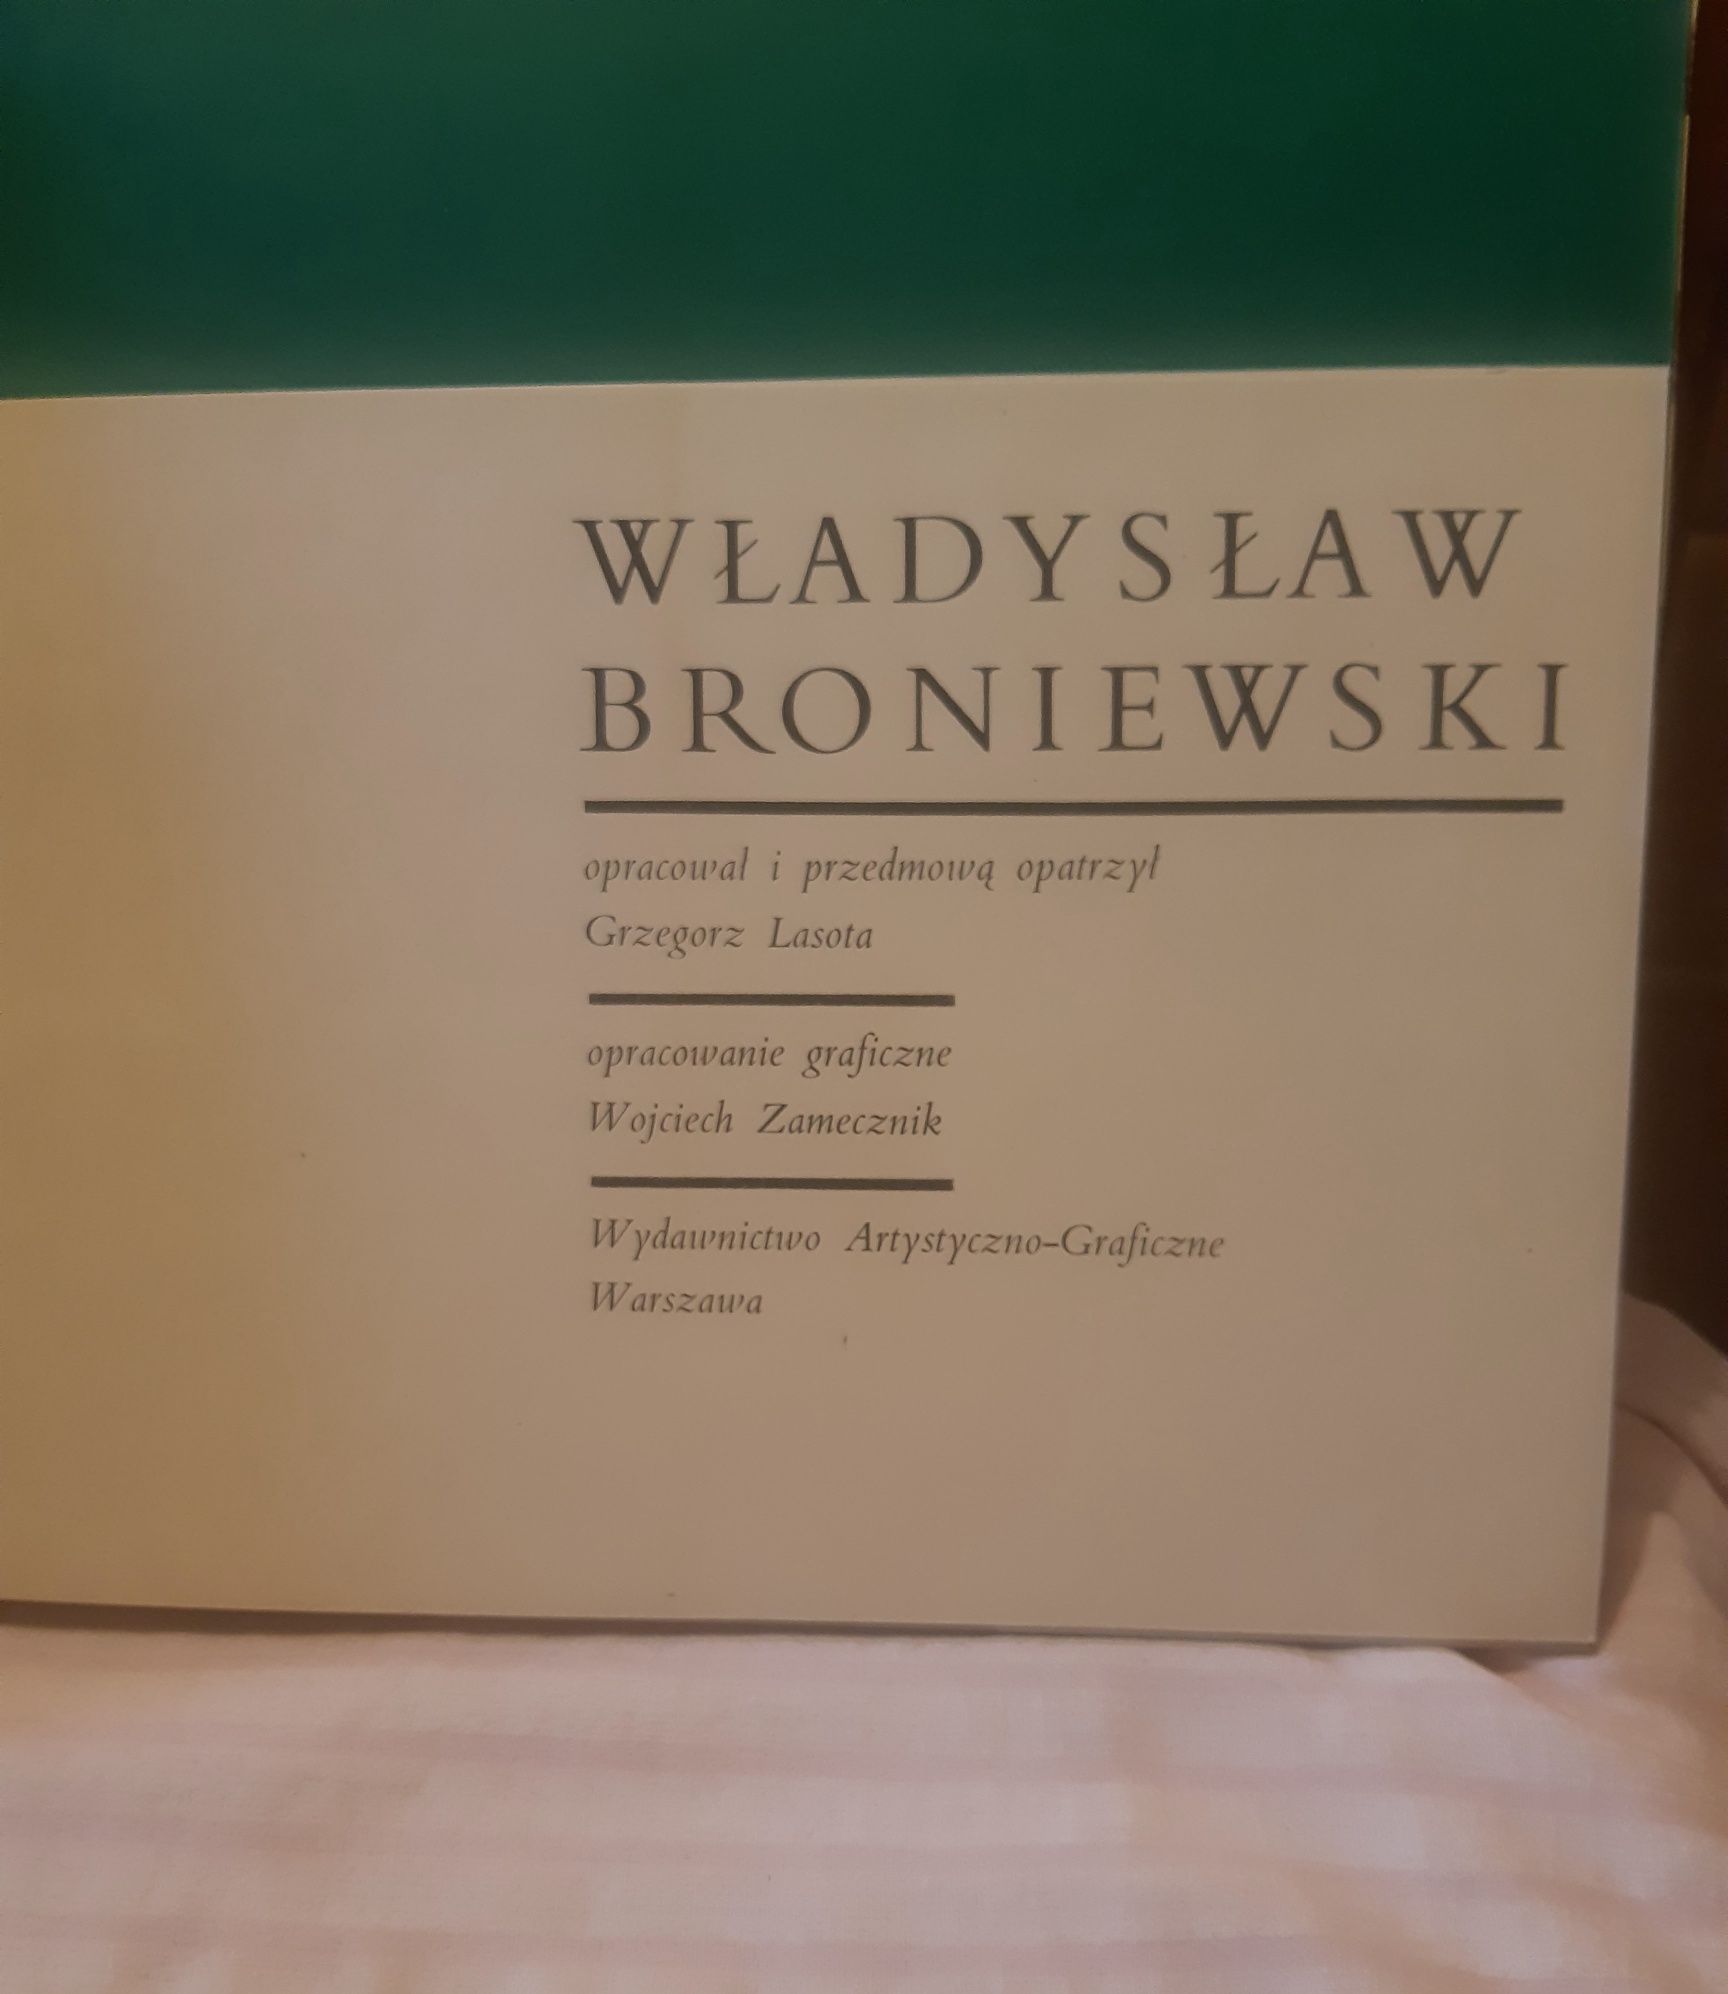 WŁADYSŁAW
BRONIEWSKI
opracował i przedmową opatrzył
Grzegorz Lasota
opracowanie graficzne
Wojciech Zamecznik
Wydawnictwo Artystyczno-Graficzne
Warszawa